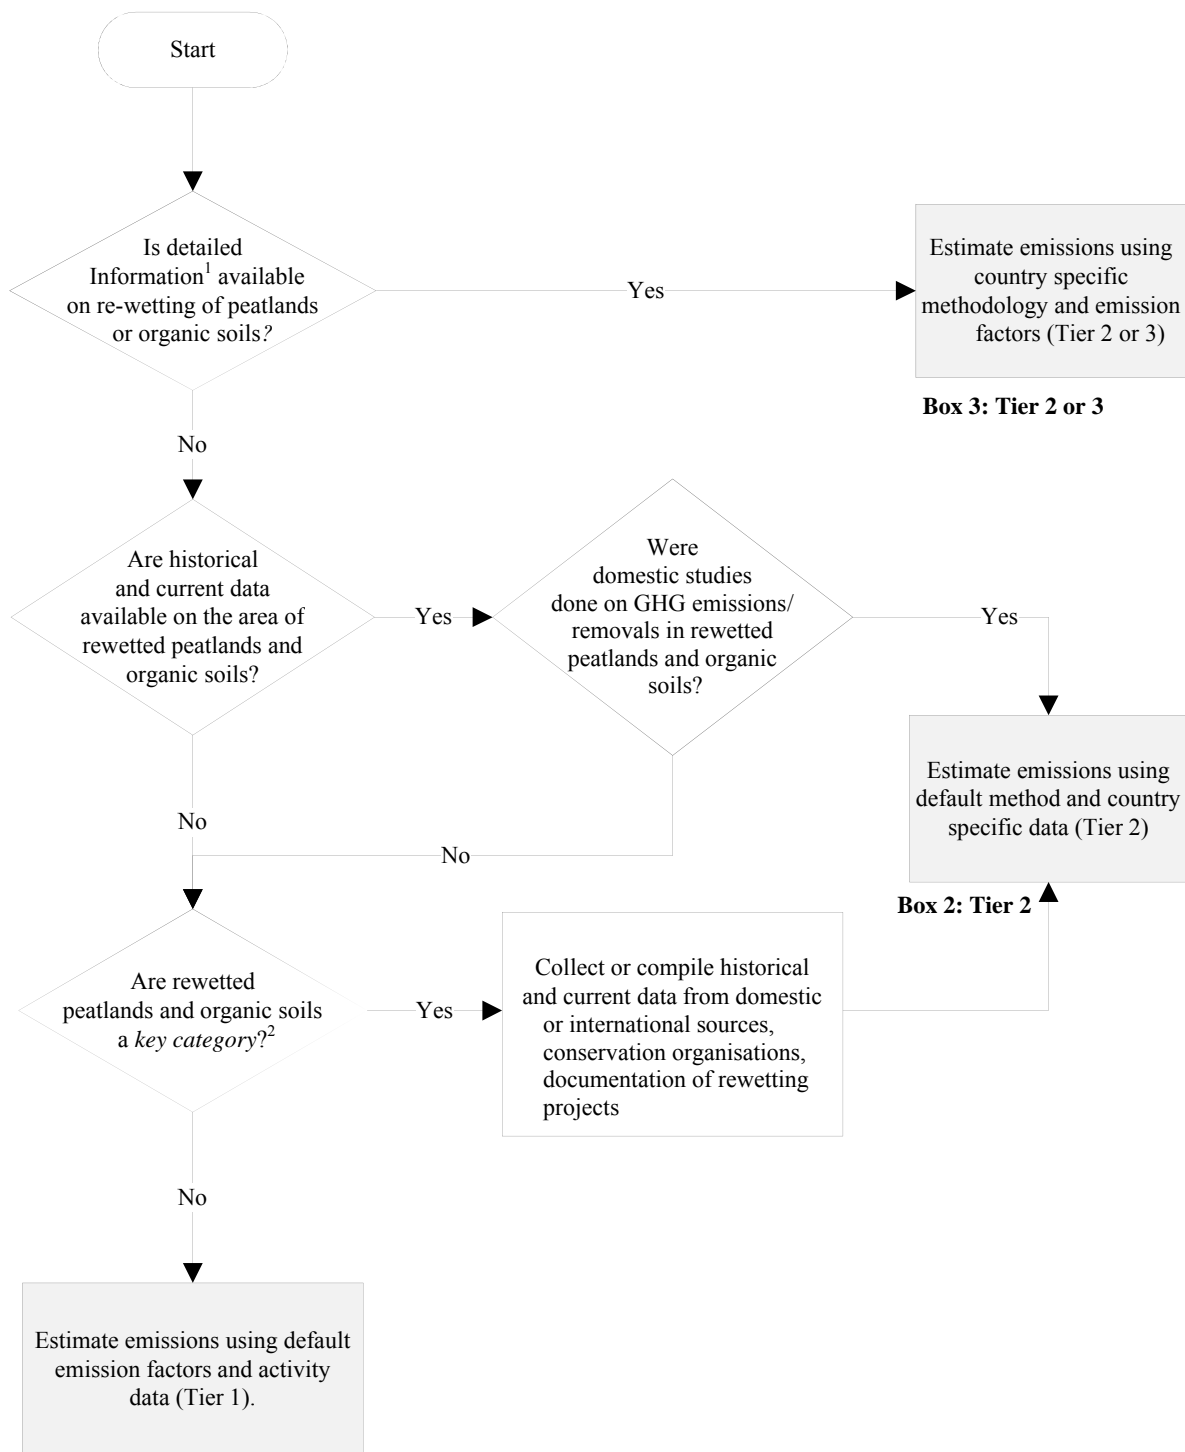 Start
Is detailed
Information¹ available
on re-wetting of peatlands
or organic soils?
Yes
Estimate emissions using
country specific
methodology and emission
factors (Tier 2 or 3)
Box 3: Tier 2 or 3
No
Are historical
and current data
available on the area of
rewetted peatlands and
organic soils?
Yes
Were
domestic studies
done on GHG emissions/
removals in rewetted
peatlands and organic
soils?
Yes
Estimate emissions using
default method and country
specific data (Tier 2)
Box 2: Tier 2
No
No
Are rewetted
peatlands and organic soils
a key category?²
Yes
Collect or compile historical
and current data from domestic
or international sources,
conservation organisations,
documentation of rewetting
projects
No
Estimate emissions using default
emission factors and activity
data (Tier 1).